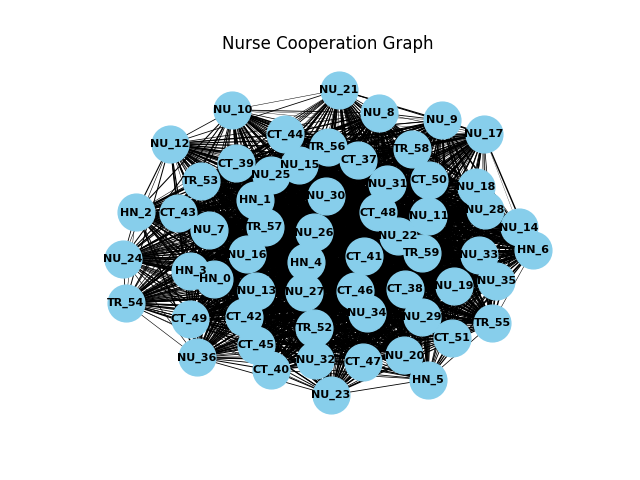 Nurse Cooperation Graph
NU_21
NU_10
NU_8
NU_9
NU_17
CT_44
NU_12
TR_56
TR_58
CT_37
CT_39
NU_15
NU_25
TR_53
CT_50
NU_31
NU_18
NU_30
HN_1
HN_2
CT_43
CT_48
NU_11
NU_28
NU_7
TR_57
NU_14
NU_26
NU_22
HN_6
NU_16
TR_59
NU_33
CT_41
NU_24
HN_4
HN_3
HN_0
NU_35
NU_19
NU_13
NU_27
CT_46
CT_38
TR_54
NU_34
CT_49
CT_42
NU_29
TR_55
TR_52
CT_51
CT_45
NU_36
NU_32
CT_47
NU_20
CT_40
HN_5
NU_23